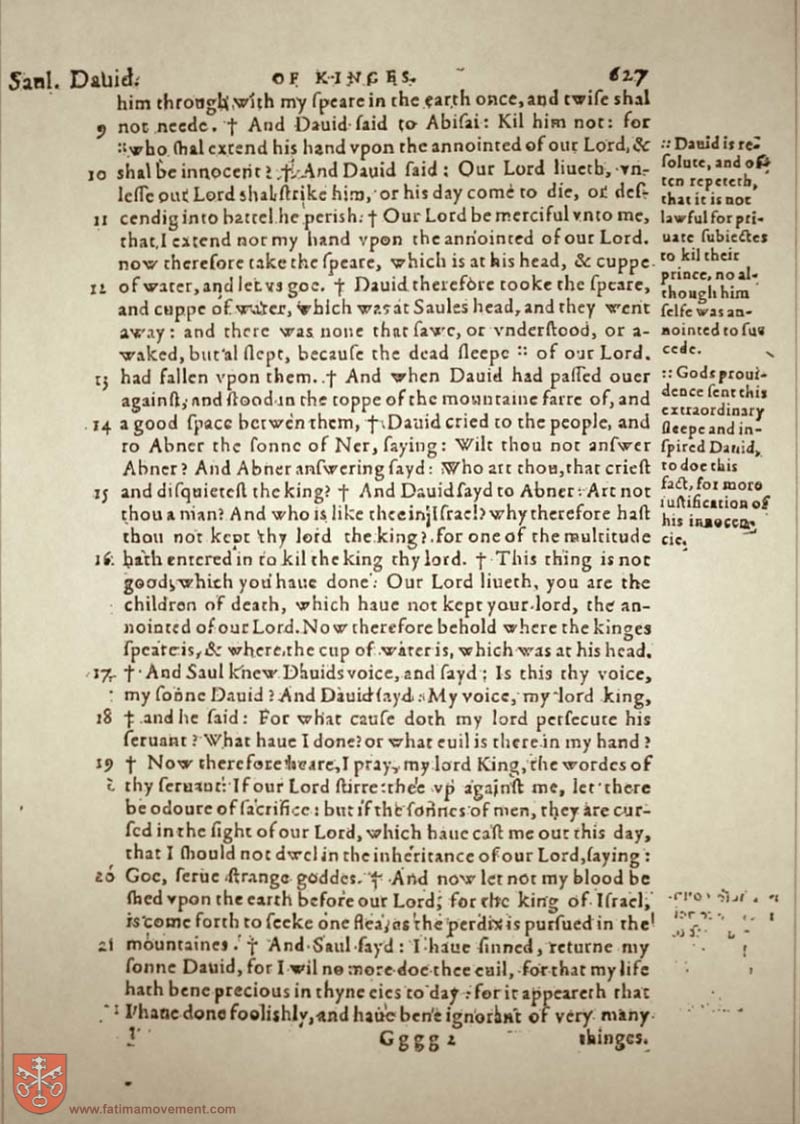 Saul. Dauid.
OF KINGES.
627
him through with my ſpeare in the earth once, and twiſe shal
9 not neede. † And Dauid ſaid to Abiſai: Kil him not: for
:: who ſhal extend his hand vpon the annointed of our Lord, &
10 shal be innocent? † And Dauid ſaid: Our Lord liueth, vn-
leſſe our Lord shal ſtrike him, or his day come to die, or deſ-
11 cending into battel he perish: † Our Lord be merciful vnto me,
that I extend not my hand vpon the annointed of our Lord.
now therefore take the ſpeare, which is at his head, & cuppe
12 of water, and let vs goe. † Dauid therefore tooke the ſpeare,
and cuppe of water, which was at Saules head, and they went
away: and there was none that ſawe, or vnderſtood, or a-
waked, but al ſlept, becauſe the dead ſleepe :: of our Lord.
13 had fallen vpon them. † And when Dauid had paſſed ouer
againſt, and ſtood in the toppe of the mountaine farre of, and
14 a good ſpace betwen them, † Dauid cried to the people, and
to Abner the ſonne of Ner, ſaying: Wilt thou not anſwer
Abner? And Abner anſwering ſayd: Who art thou, that crieſt
15 and diſquieteſt the king? † And Dauid ſayd to Abner: Art not
thou a man? And who is like thee in Iſrael? why therefore haſt
thou not kept thy lord the king? for one of the multitude
16 hath entered in to kil the king thy lord. † This thing is not
good, which you haue done: Our Lord liueth, you are the
children of death, which haue not kept your lord, the an-
nointed of our Lord. Now therefore behold where the kinges
ſpeare is, & where the cup of water is, which was at his head.
17 † And Saul knew Dauids voice, and ſayd: Is this thy voice,
my ſonne Dauid? And Dauid ſayd: My voice, my lord king,
18 † and he ſaid: For what cauſe doth my lord perſecute his
ſeruant? What haue I done? or what euil is there in my hand?
19 † Now therefore heare, I pray, my lord King, the wordes of
thy ſeruant: If our Lord ſtirre thee vp againſt me, let there
be odoure of ſacrifice: but if the ſonnes of men, they are cur-
ſed in the ſight of our Lord, which haue caſt me out this day,
that I should not dwel in the inheritance of our Lord, ſaying:
20 Goe, ſerue ſtrange goddes. † And now let not my blood be
shed vpon the earth before our Lord; for the king of Iſrael,
is come forth to ſeeke one flea, as the perdix is purſued in the
21 mountaines. † And Saul ſayd: I haue ſinned, returne my
ſonne Dauid, for I wil no more doe thee euil, for that my life
hath bene precious in thyne eies to day: for it appeareth that
I haue done fooliſhly, and haue bene ignorant of very many
Gggg 2
thinges.
:: Dauid is re-
ſolute, and of-
ten repeteth,
that it is not
lawful for pri-
uate ſubiectes
to kil their
prince, no al-
though him
ſelfe was an-
nointed to ſuc
cede.
:: Gods proui-
dence ſent this
extraordinary
ſleepe and in-
ſpired Dauid,
to doe this
fact, for more
iuſtification of
his innocen-
cie.
www.fatimamovement.com